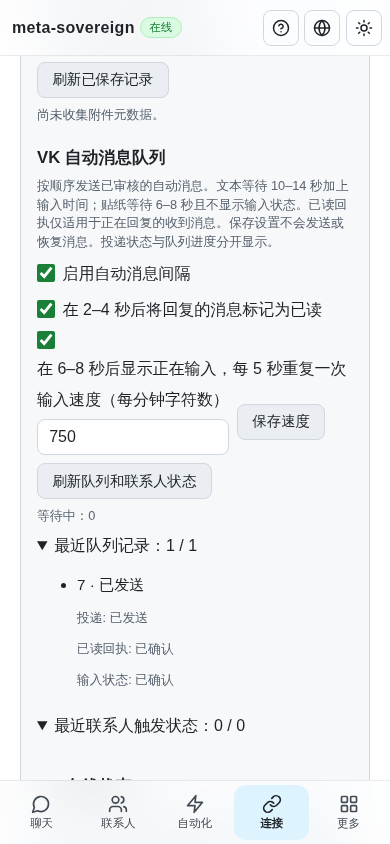 meta-sovereign 在线
刷新已保存记录
尚未收集附件元数据。
VK 自动消息队列
按顺序发送已审核的自动消息。文本等待 10–14 秒加上
输入时间；贴纸等待 6–8 秒且不显示输入状态。已读回
执仅适用于正在回复的收到消息。保存设置不会发送或
恢复消息。投递状态与队列进度分开显示。
启用自动消息间隔
在 2–4 秒后将回复的消息标记为已读
在 6–8 秒后显示正在输入，每 5 秒重复一次
输入速度（每分钟字符数）
750
保存速度
刷新队列和联系人状态
等待中：0
▼ 最近队列记录：1 / 1
• 7 · 已发送
投递: 已发送
已读回执: 已确认
输入状态: 已确认
▼ 最近联系人触发状态：0 / 0
聊天 联系人 自动化 连接 更多